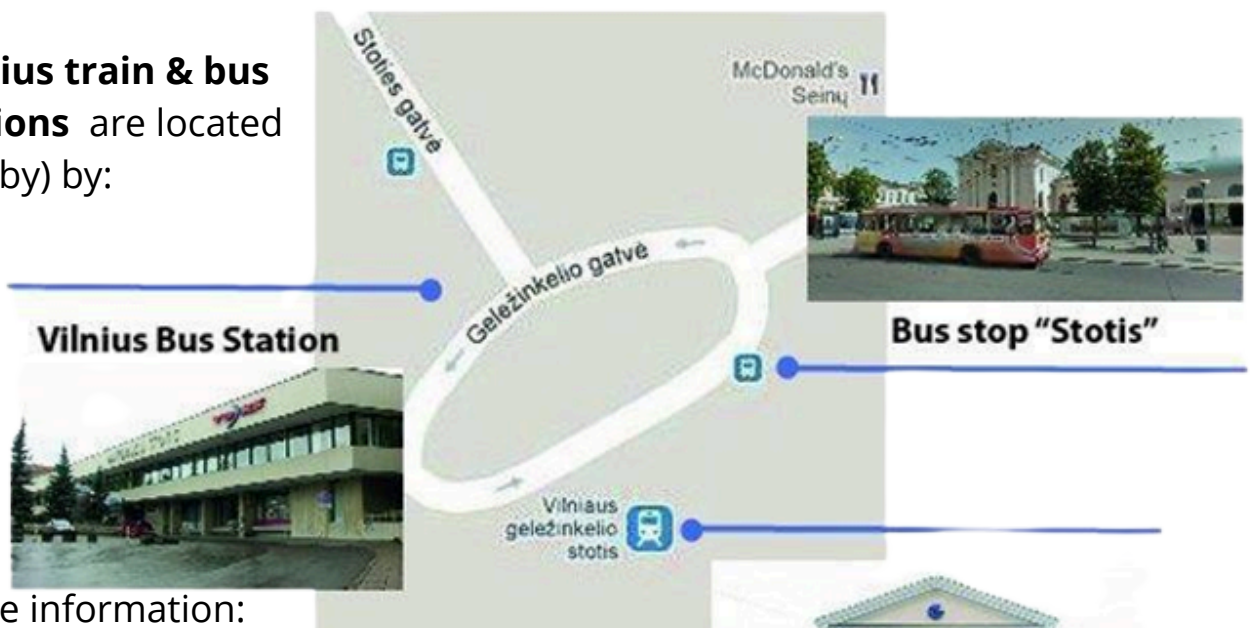 ius train & bus
ions are located
by) by:
Stoties gatvė
McDonald's
Seinų
Geležinkelio gatvė
Vilnius Bus Station
Bus stop “Stotis”
Vilniaus
geležinkelio
stotis
e information: